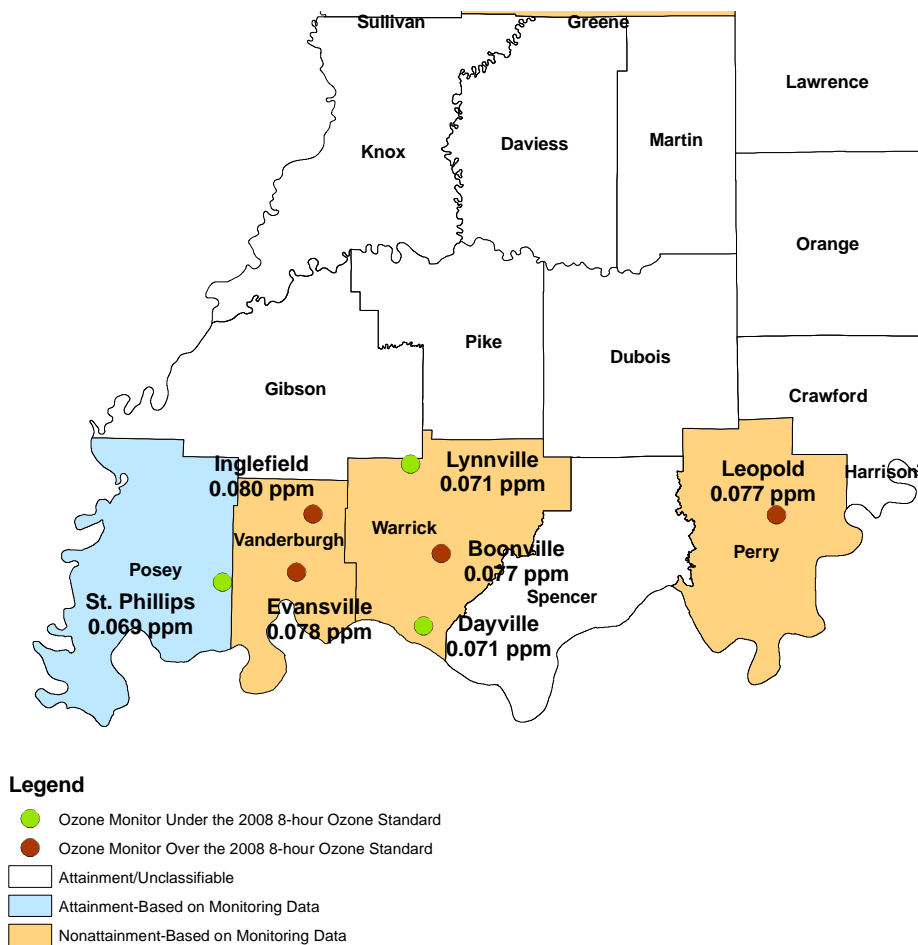 Sullivan
Greene
Lawrence
Knox
Daviess
Martin
Orange
Pike
Dubois
Gibson
Crawford
Inglefield
0.080 ppm
Lynnville
0.071 ppm
Leopold
0.077 ppm
Harrison
Warrick
Vanderburgh
Boonville
0.077 ppm
Perry
Posey
St. Phillips
0.069 ppm
Evansville
0.078 ppm
Spencer
Dayville
0.071 ppm
Legend
Ozone Monitor Under the 2008 8-hour Ozone Standard
Ozone Monitor Over the 2008 8-hour Ozone Standard
Attainment/Unclassifiable
Attainment-Based on Monitoring Data
Nonattainment-Based on Monitoring Data